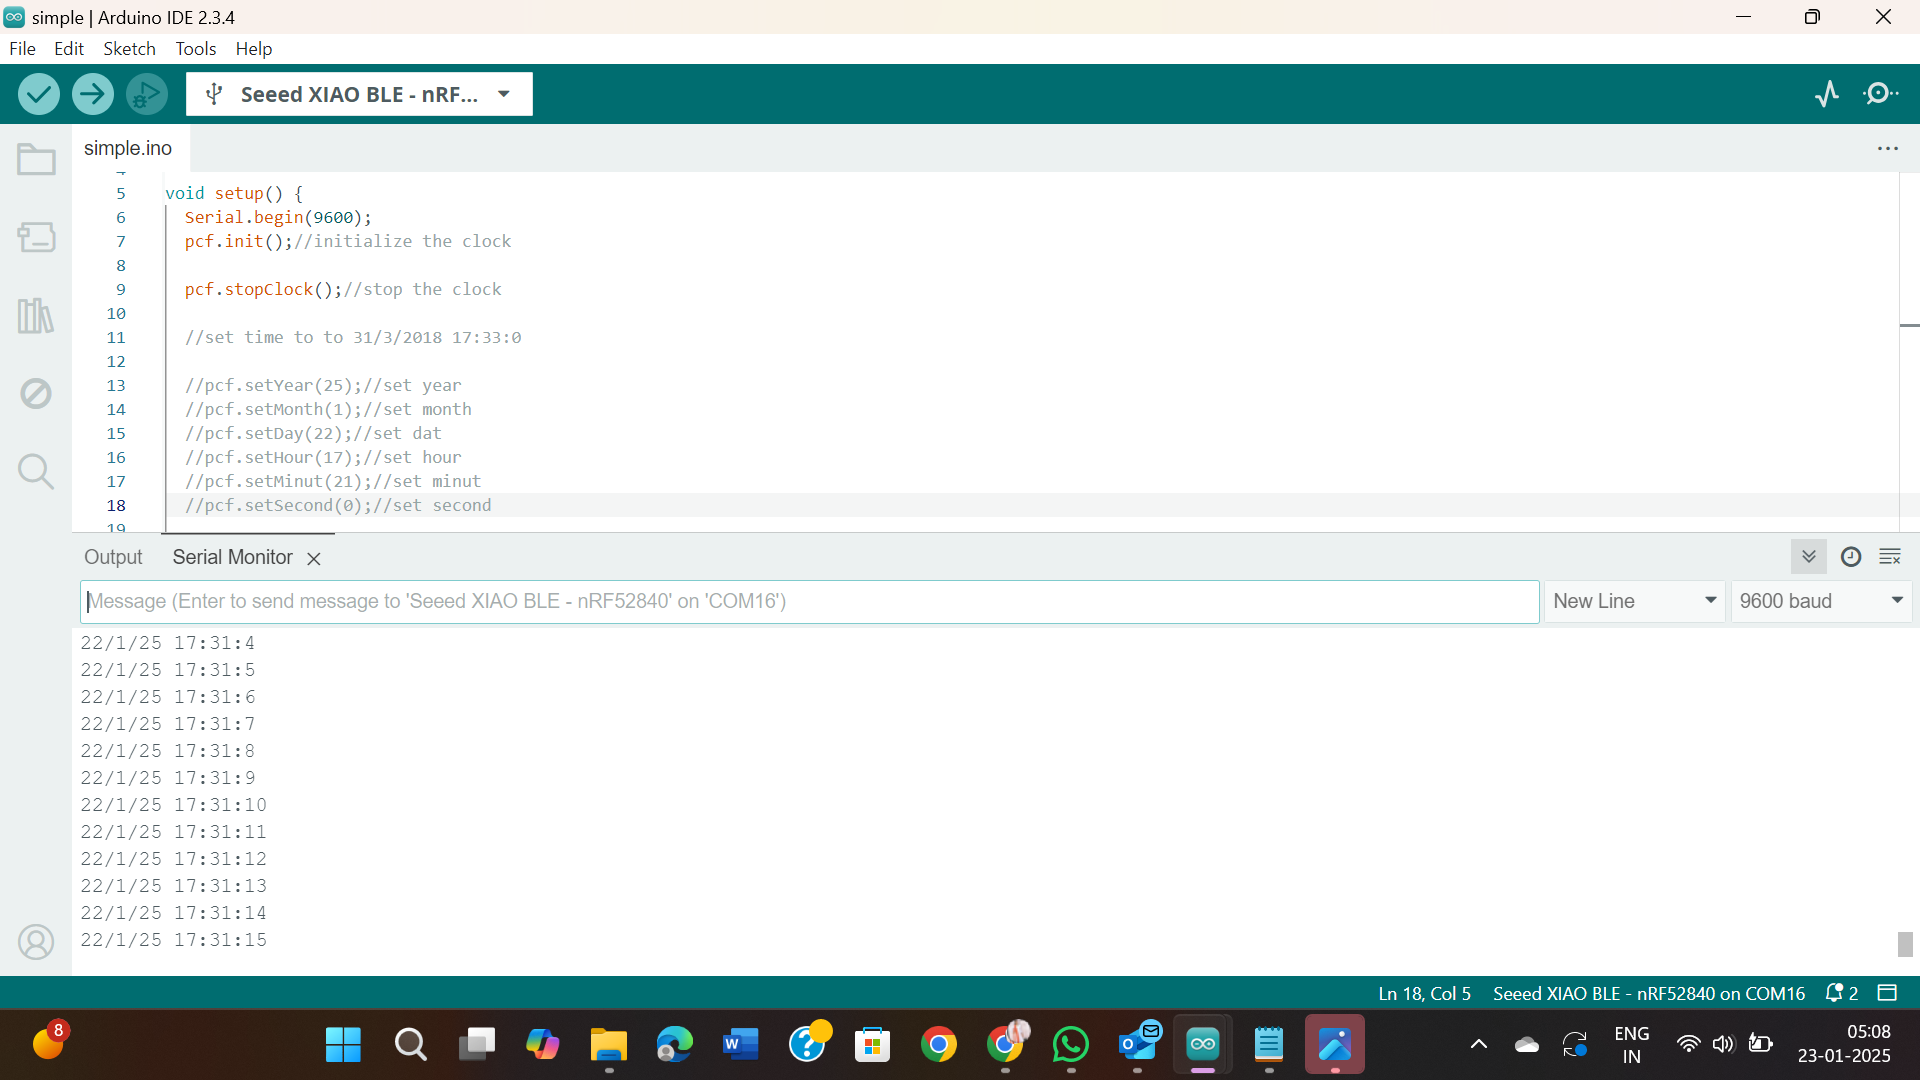 simple | Arduino IDE 2.3.4
File Edit Sketch Tools Help
Seeed XIAO BLE - nRF...
simple.ino
4
5 void setup() {
6 Serial.begin(9600);
7 pcf.init();//initialize the clock
8
9 pcf.stopClock();//stop the clock
10
11 //set time to to 31/3/2018 17:33:0
12
13 //pcf.setYear(25);//set year
14 //pcf.setMonth(1);//set month
15 //pcf.setDay(22);//set dat
16 //pcf.setHour(17);//set hour
17 //pcf.setMinut(21);//set minut
18 //pcf.setSecond(0);//set second
19
Output Serial Monitor
Message (Enter to send message to 'Seeed XIAO BLE - nRF52840' on 'COM16') New Line 9600 baud
22/1/25 17:31:4
22/1/25 17:31:5
22/1/25 17:31:6
22/1/25 17:31:7
22/1/25 17:31:8
22/1/25 17:31:9
22/1/25 17:31:10
22/1/25 17:31:11
22/1/25 17:31:12
22/1/25 17:31:13
22/1/25 17:31:14
22/1/25 17:31:15
Ln 18, Col 5 Seeed XIAO BLE - nRF52840 on COM16 2
8
W
?
ENG
IN
05:08
23-01-2025